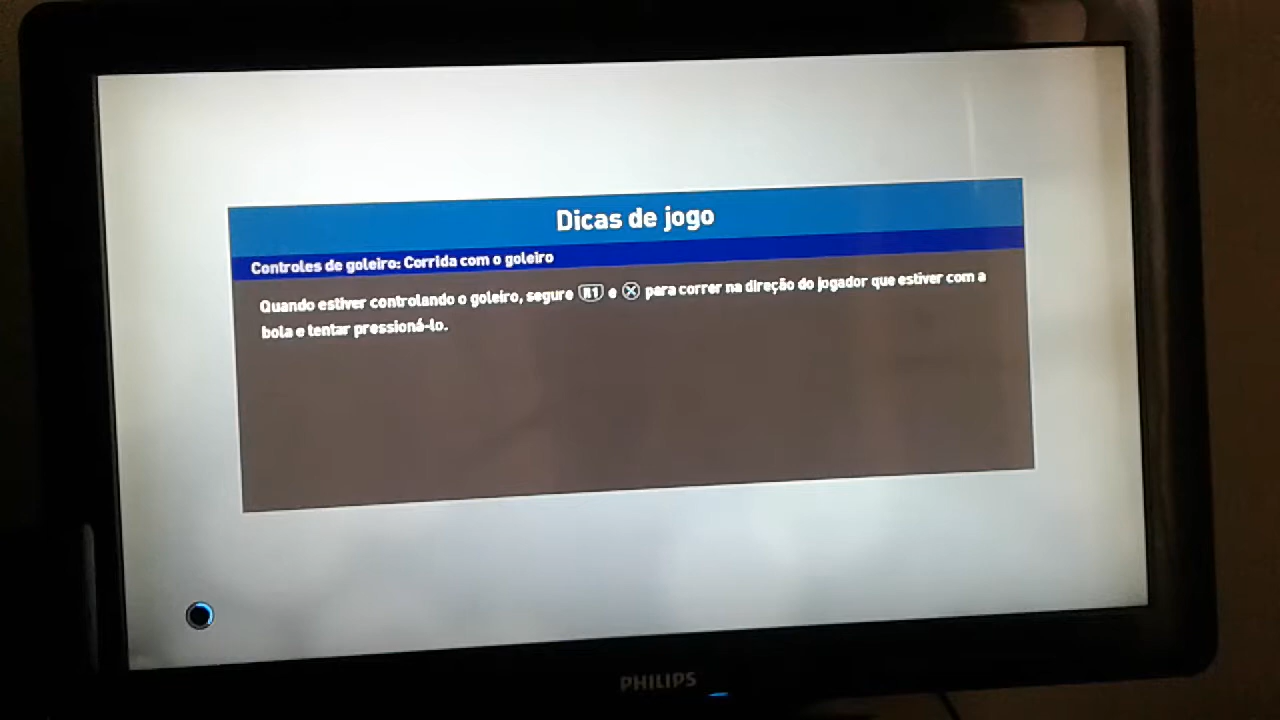 Dicas de jogo
Controles de goleiro: Corrida com o goleiro
Quando estiver controlando o goleiro, segure R1 e ⓧ para correr na direção do jogador que estiver com a
bola e tentar pressioná-lo.
PHILIPS